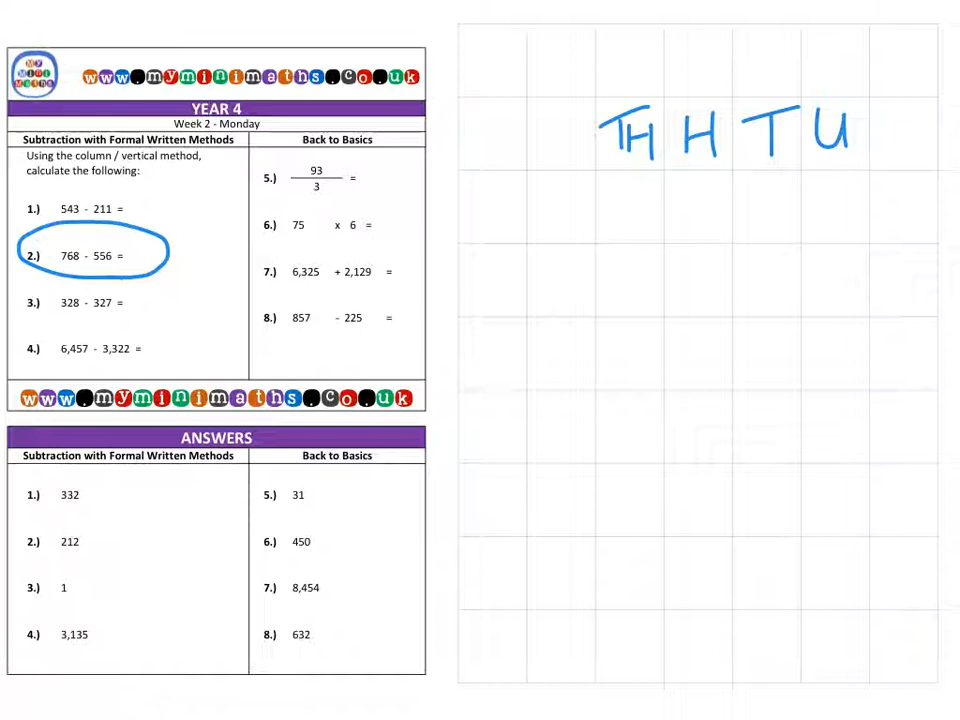 My Mini Maths
www.myminimaths.co.uk
YEAR 4
Week 2 - Monday
Subtraction with Formal Written Methods
Back to Basics
Using the column / vertical method,
calculate the following:
1.) 543 - 211 =
2.) 768 - 556 =
3.) 328 - 327 =
4.) 6,457 - 3,322 =
5.) 93
3 =
6.) 75 x 6 =
7.) 6,325 + 2,129 =
8.) 857 - 225 =
www.myminimaths.co.uk
ANSWERS
Subtraction with Formal Written Methods
Back to Basics
1.) 332
2.) 212
3.) 1
4.) 3,135
5.) 31
6.) 450
7.) 8,454
8.) 632
TH H T U